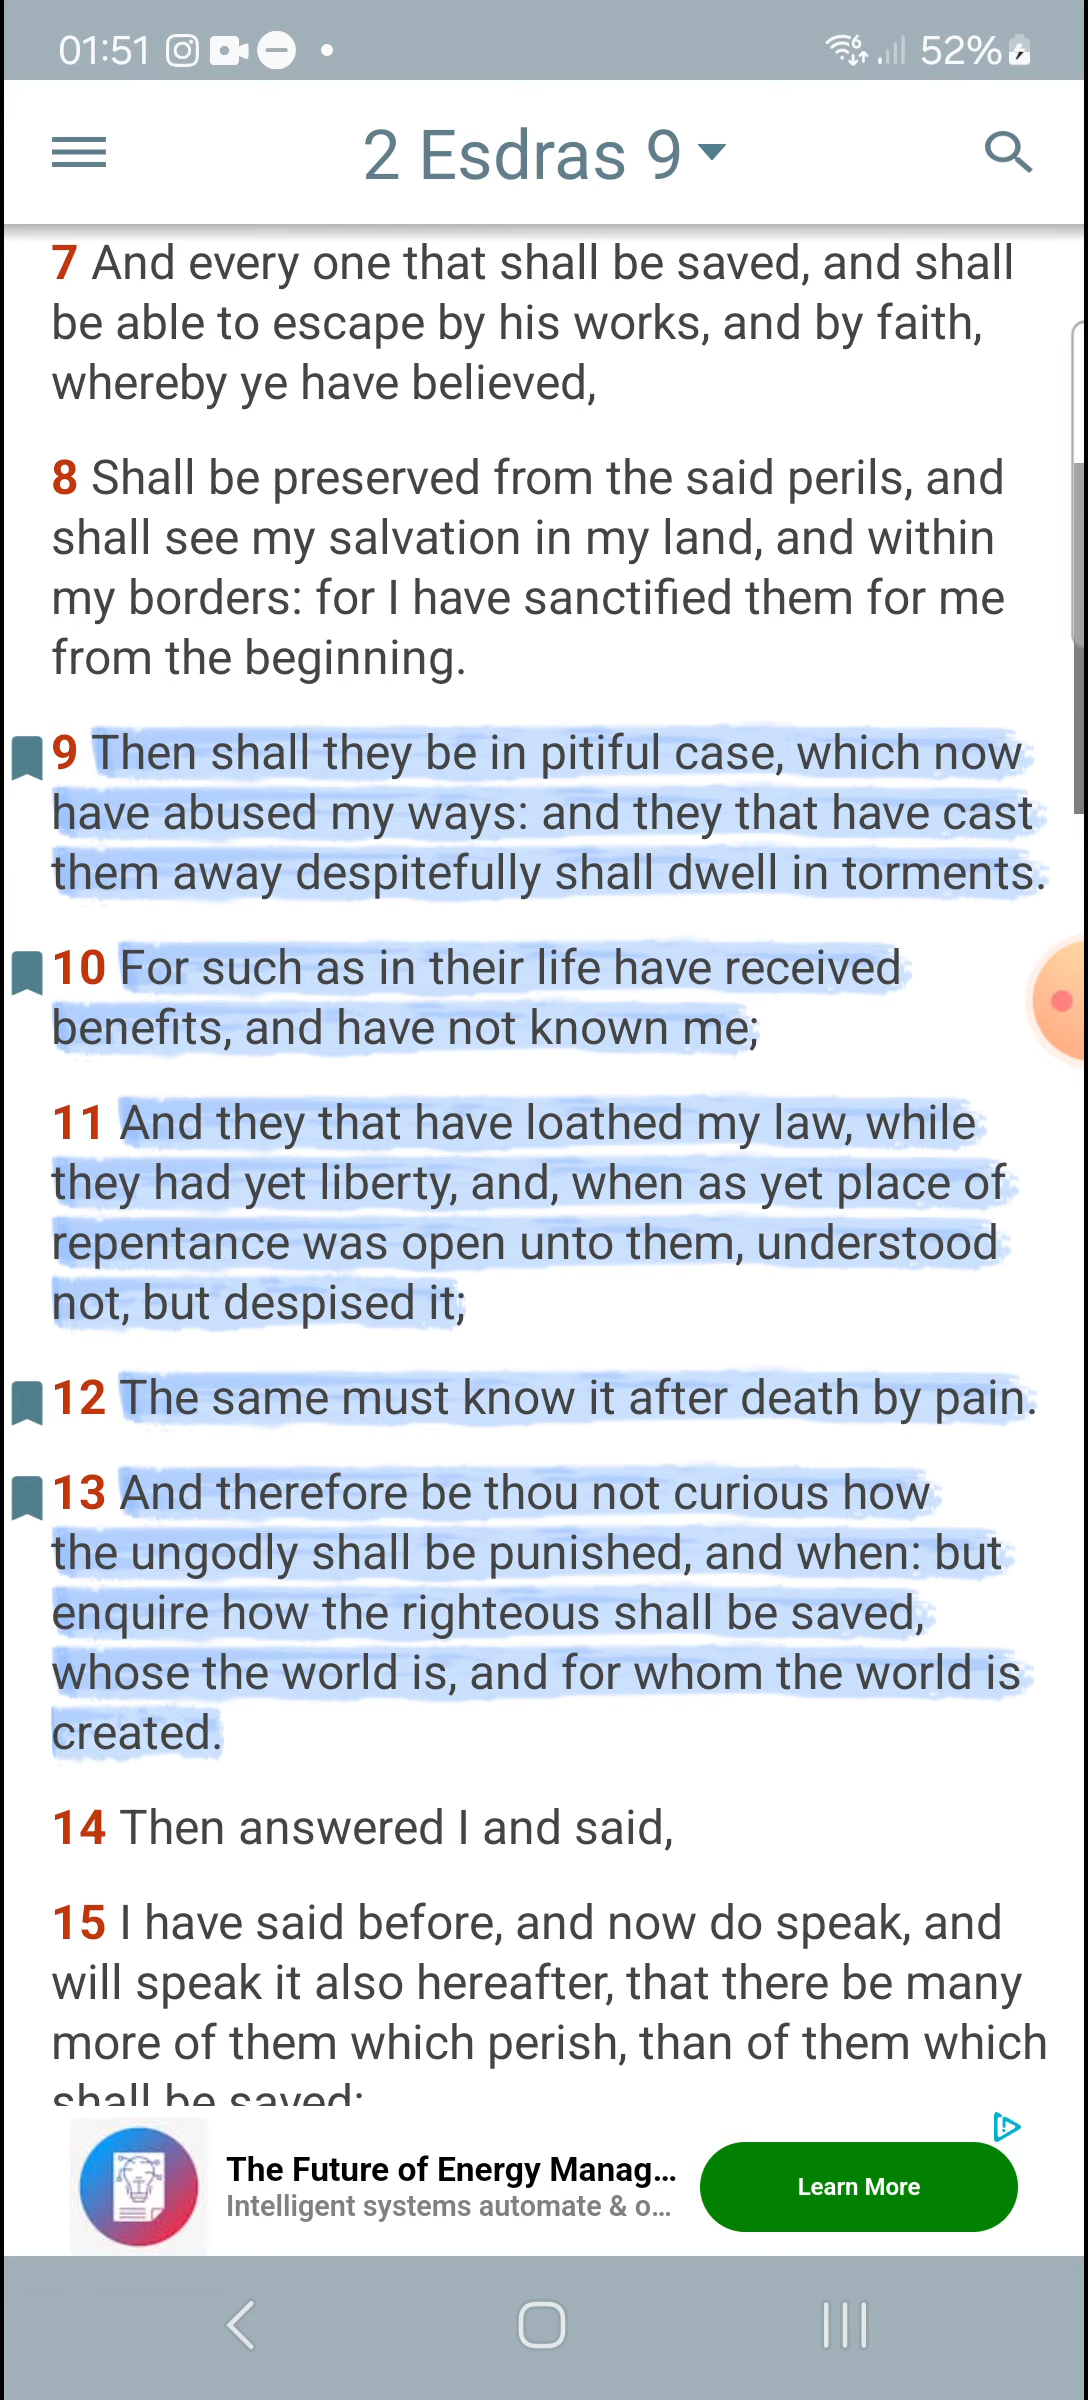 01:51
6
52%
2 Esdras 9
7 And every one that shall be saved, and shall
be able to escape by his works, and by faith,
whereby ye have believed,
8 Shall be preserved from the said perils, and
shall see my salvation in my land, and within
my borders: for I have sanctified them for me
from the beginning.
9 Then shall they be in pitiful case, which now
have abused my ways: and they that have cast
them away despitefully shall dwell in torments.
10 For such as in their life have received
benefits, and have not known me;
11 And they that have loathed my law, while
they had yet liberty, and, when as yet place of
repentance was open unto them, understood
not, but despised it;
12 The same must know it after death by pain.
13 And therefore be thou not curious how
the ungodly shall be punished, and when: but
enquire how the righteous shall be saved,
whose the world is, and for whom the world is
created.
14 Then answered I and said,
15 I have said before, and now do speak, and
will speak it also hereafter, that there be many
more of them which perish, than of them which
shall be saved:
The Future of Energy Manag...
Intelligent systems automate & o...
Learn More